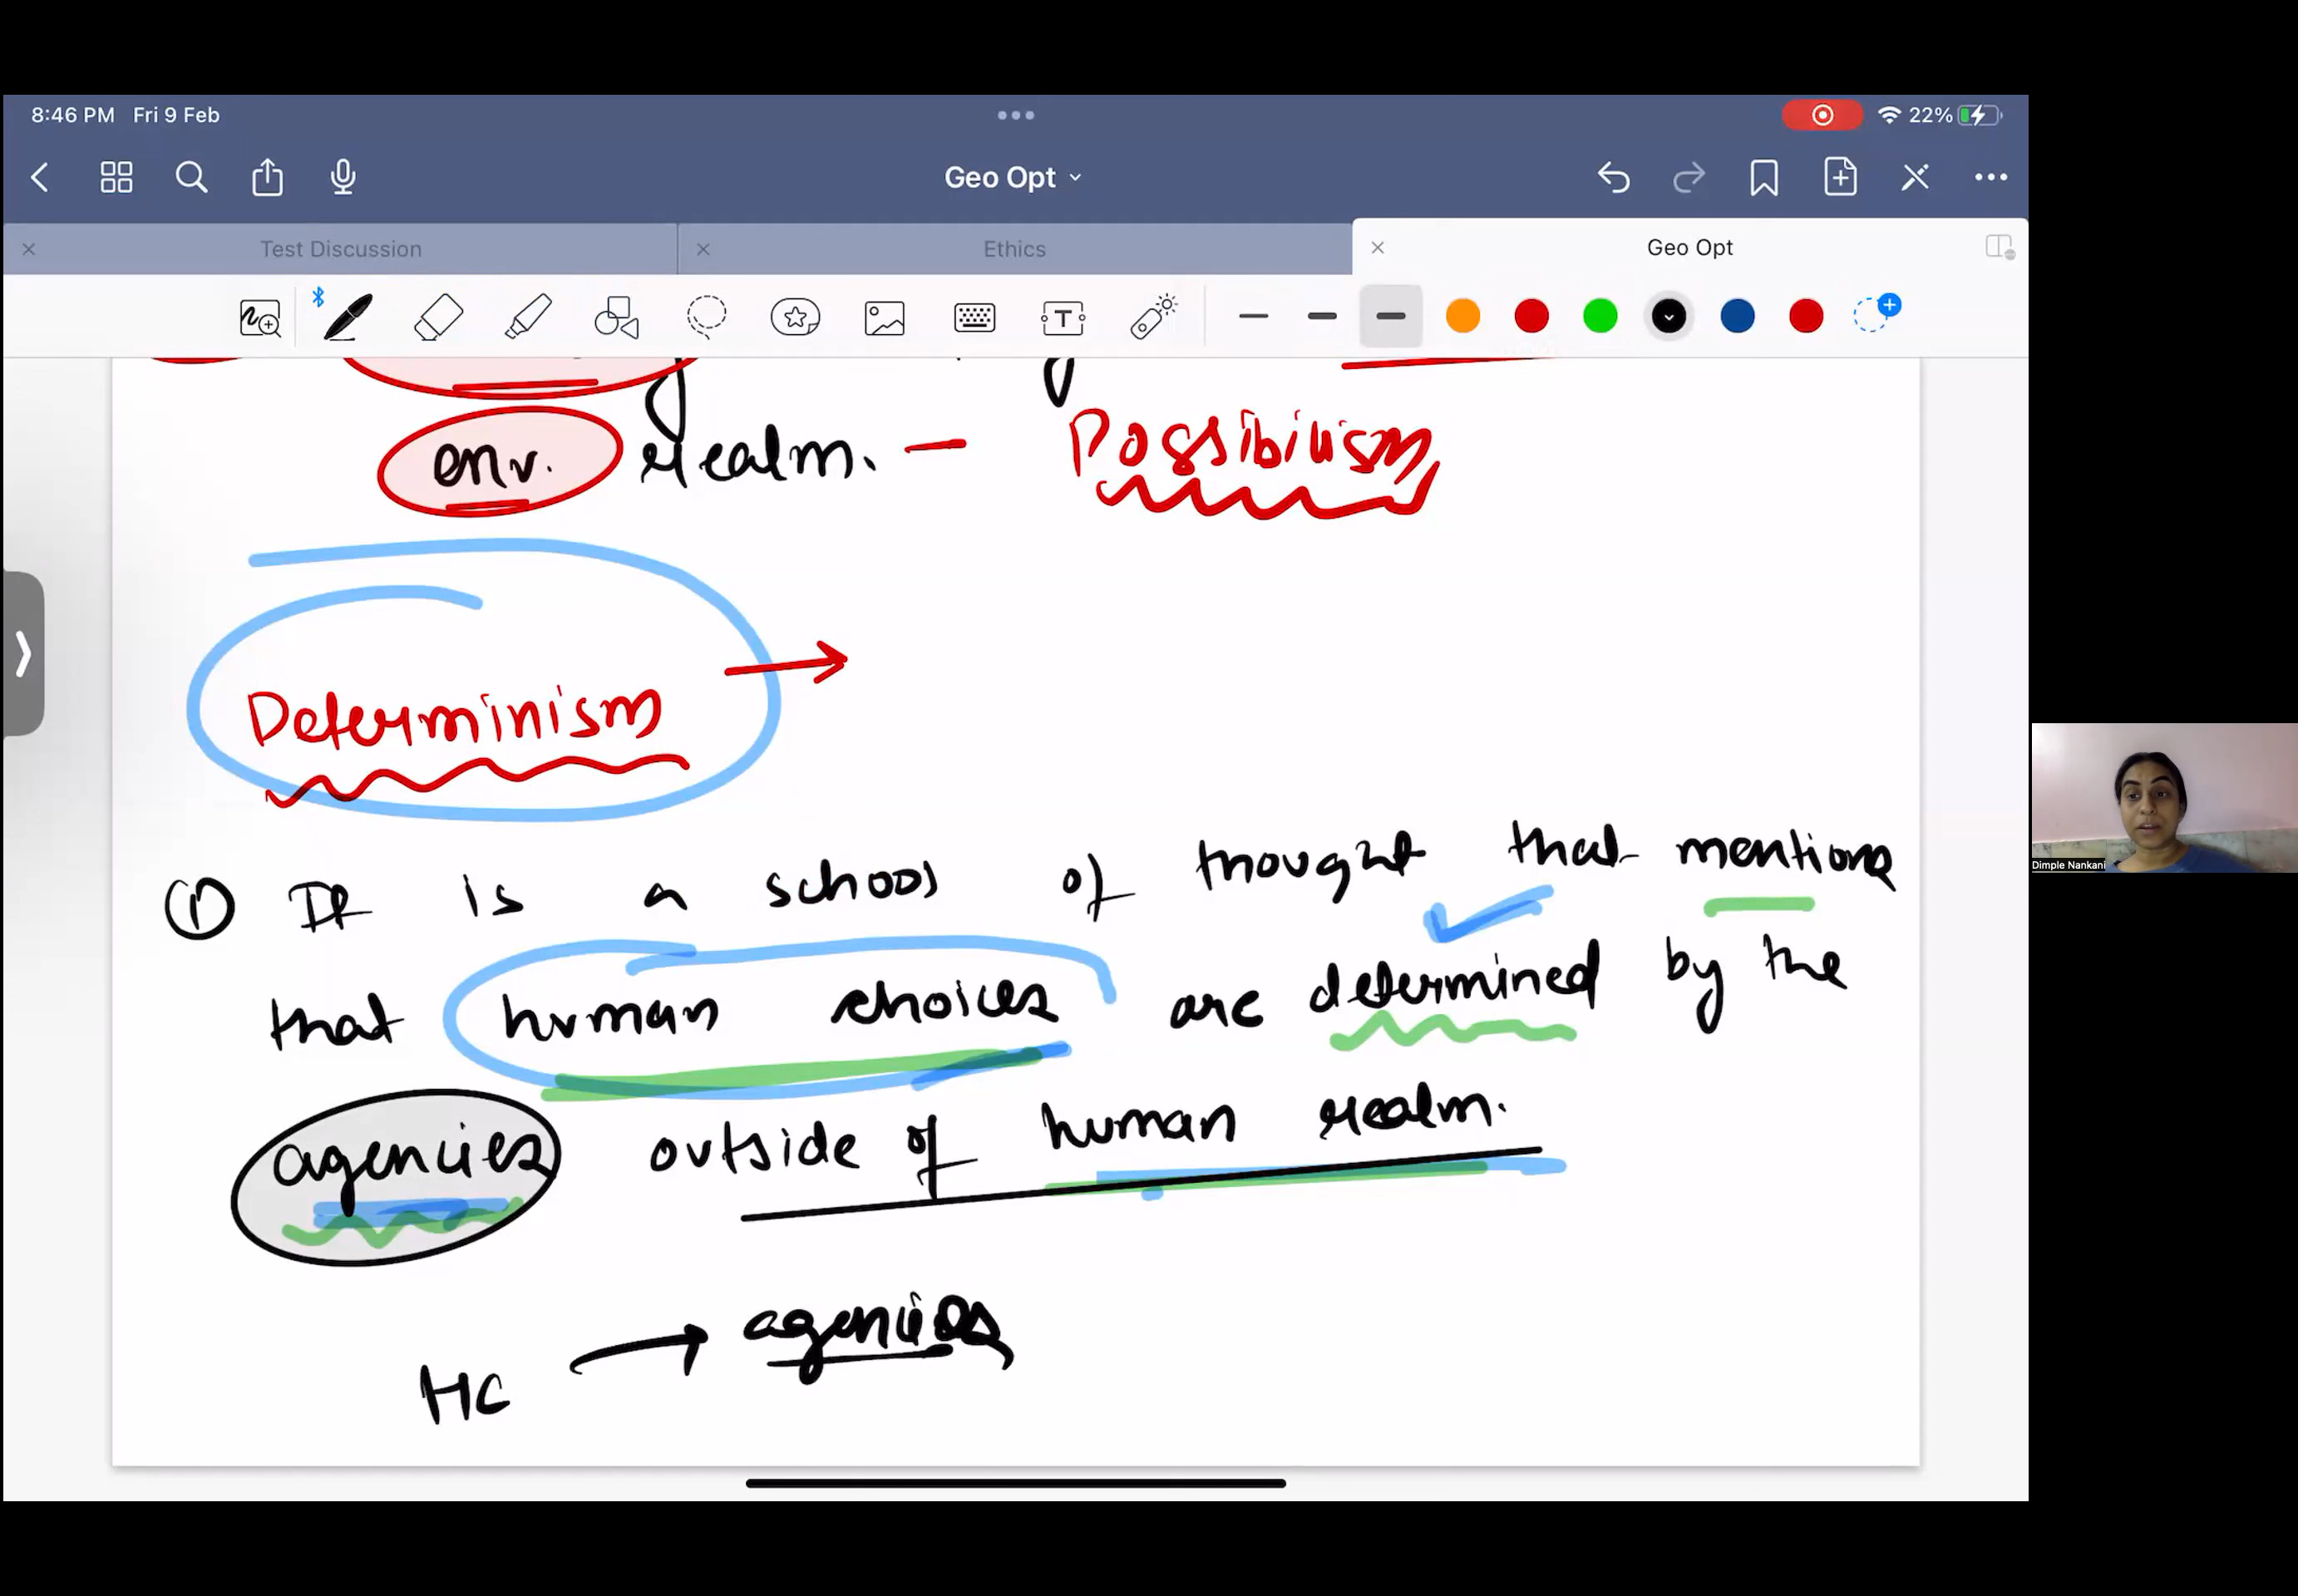 8:46 PM Fri 9 Feb
22%
Geo Opt
Test Discussion
Ethics
Geo Opt
T
env. realm. - Possibilism
Determinism →
① It is a school of thought that mentions
that human choices are determined by the
agencies outside of human realm.
HC → agencies
Dimple Nankani